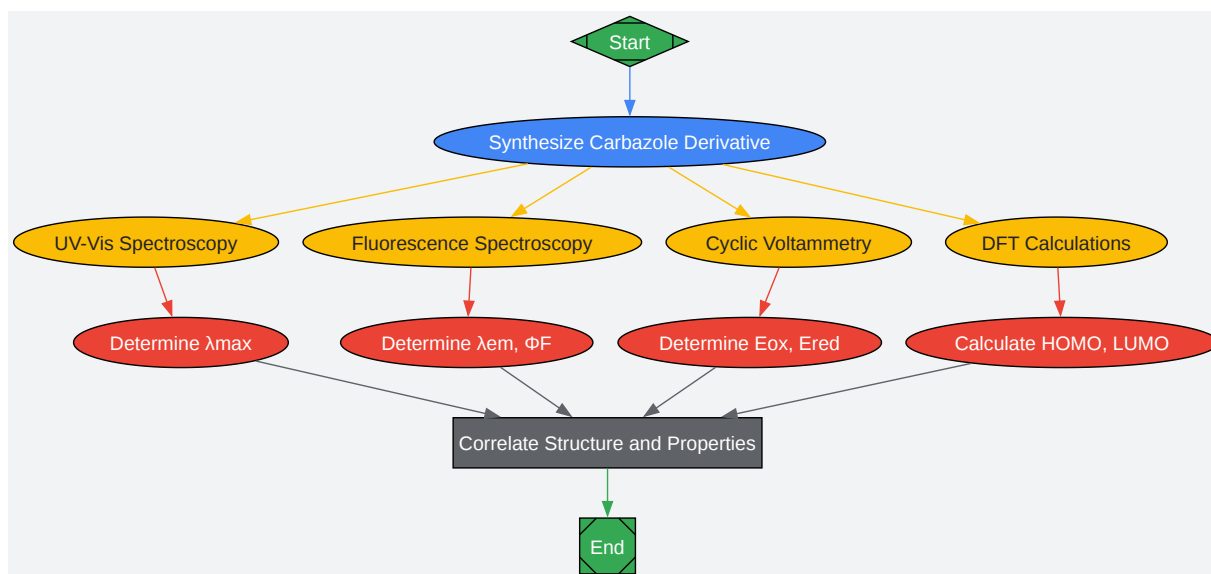 Start
Synthesize Carbazole Derivative
UV-Vis Spectroscopy
Fluorescence Spectroscopy
Cyclic Voltammetry
DFT Calculations
Determine λmax
Determine λem, ΦF
Determine Eox, Ered
Calculate HOMO, LUMO
Correlate Structure and Properties
End